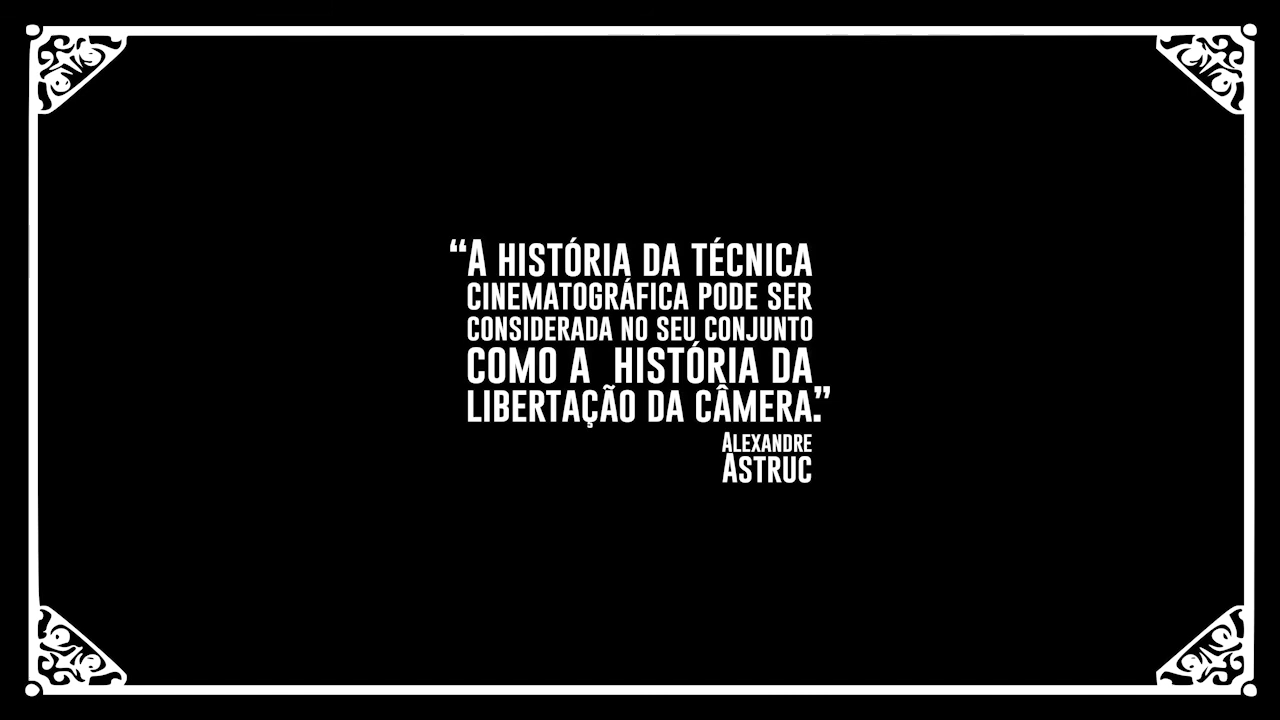 “A HISTÓRIA DA TÉCNICA
CINEMATOGRÁFICA PODE SER
CONSIDERADA NO SEU CONJUNTO
COMO A HISTÓRIA DA
LIBERTAÇÃO DA CÂMERA.”
ALEXANDRE
ASTRUC